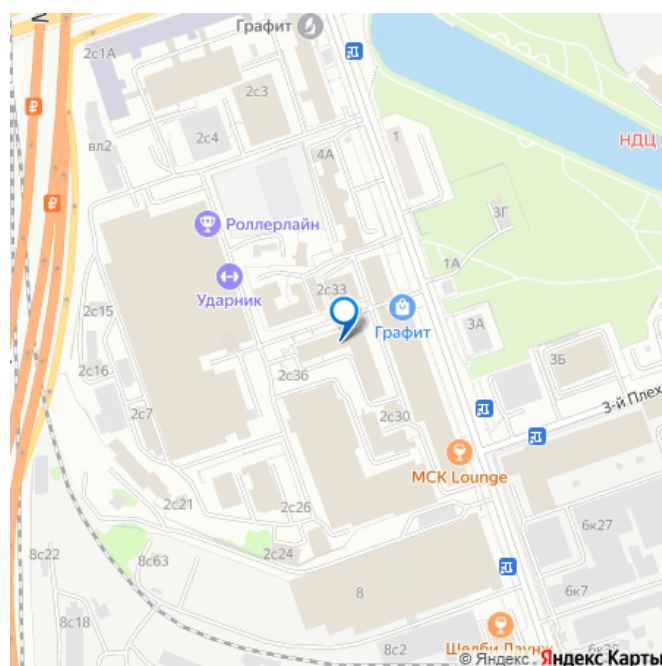 Графит
2с1А
2с3
2с4
1
вл2
4А
НДЦ
3Г
Роллерлайн
1А
Ударник
2с33
2с15
Графит
3А
3Б
2с16
2с36
3-й Плех
2с7
2с30
МСК Lounge
2с21
2с26
6к27
2с24
8с22
8с63
8
6к7
8с18
8с2
Шелби Лаунж
© Яндекс Яндекс Карты